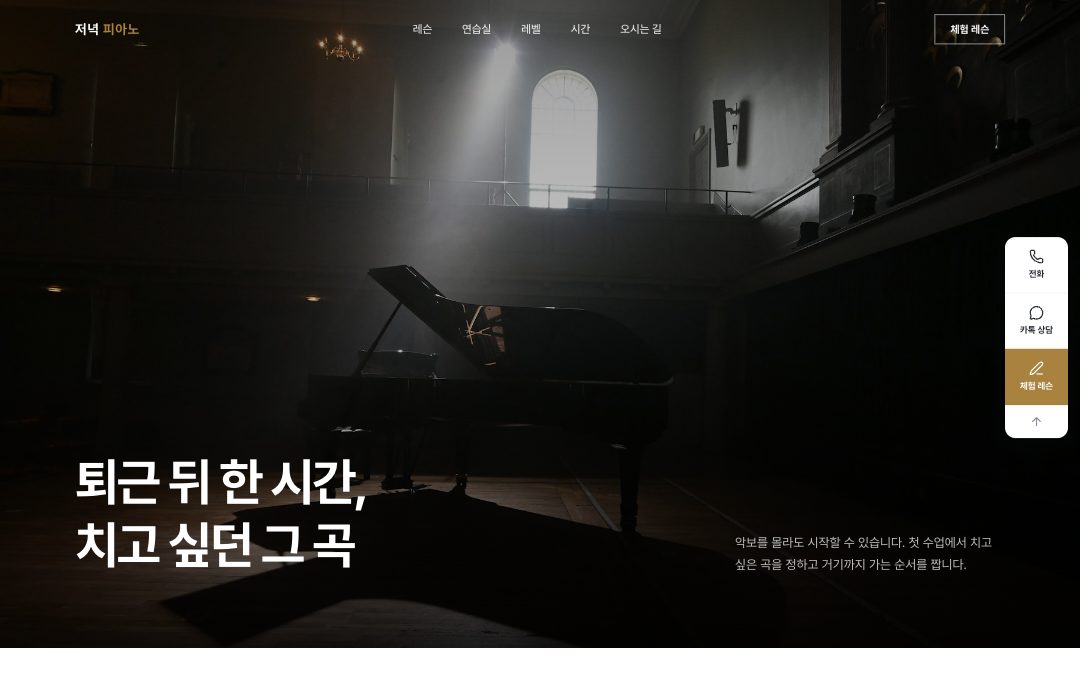 저녁 피아노
레슨
연습실
레벨
시간
오시는 길
체험 레슨
전화
카톡 상담
체험 레슨
퇴근 뒤 한 시간,
치고 싶던 그 곡
악보를 몰라도 시작할 수 있습니다. 첫 수업에서 치고
싶은 곡을 정하고 거기까지 가는 순서를 짭니다.